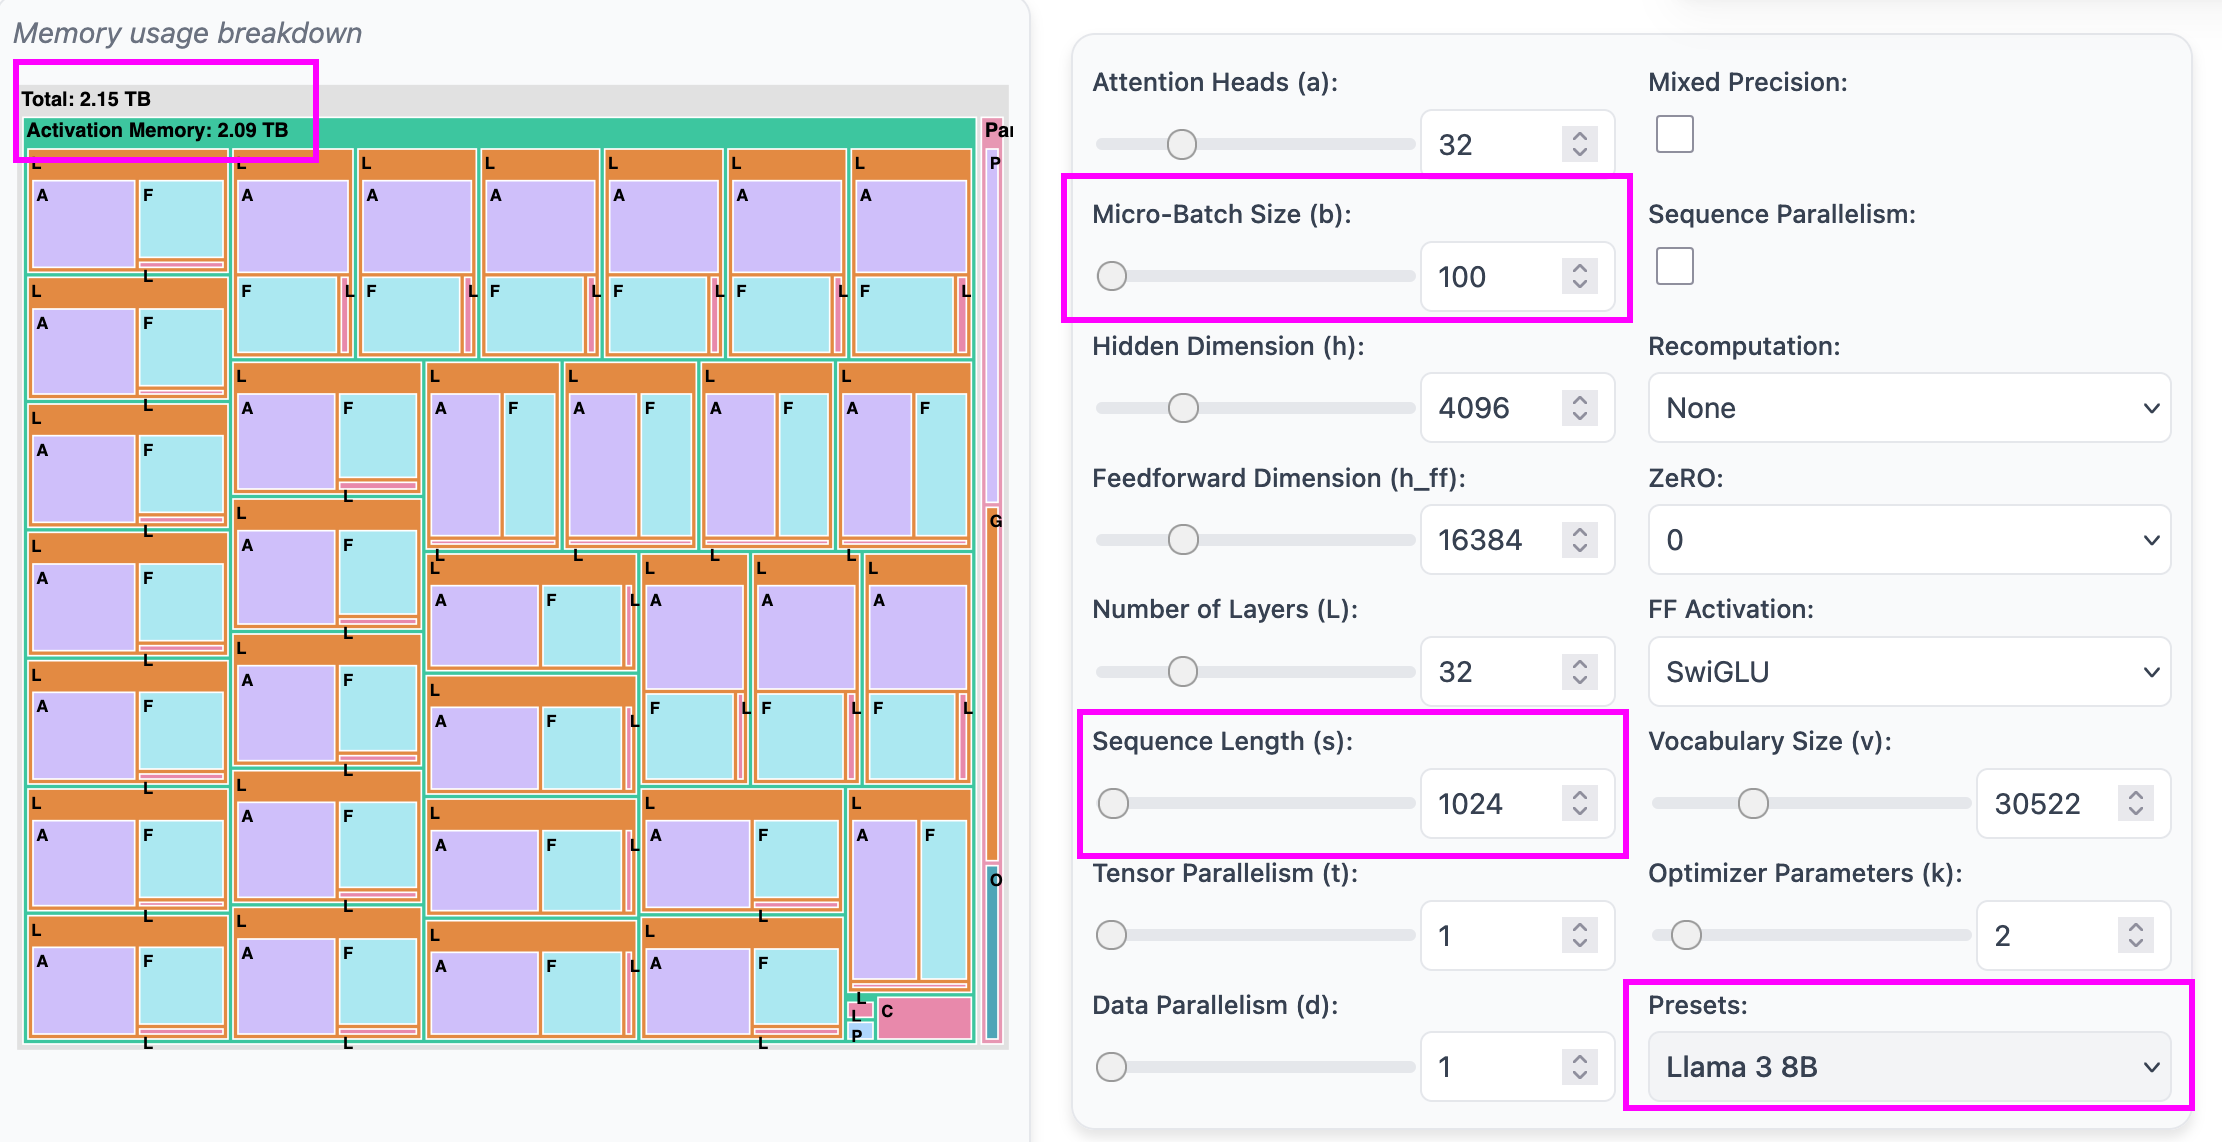 Memory usage breakdown
Total: 2.15 TB
Activation Memory: 2.09 TB
Par
L L L L L L L
P
A F A A A A A A
L
L F L F L F L F L F L F L
A F
L
L L L L L L
A F A F A F A F A F A F
L
L
L
A F
G
L
A F
L L L L
L L L L
A F L A A A
L
L
A F
L
A F
L
A F L F L F L F L
L
L
L
A F
L
A F
L
L L
A F
O
L
A F
L
A F L
A F
L
L
L
L
A F
L
A F
L
A F L
A F
L
L C
P
L L L
Attention Heads (a):
32
Micro-Batch Size (b):
100
Hidden Dimension (h):
4096
Feedforward Dimension (h_ff):
16384
Number of Layers (L):
32
Sequence Length (s):
1024
Tensor Parallelism (t):
1
Data Parallelism (d):
1
Mixed Precision:
Sequence Parallelism:
Recomputation:
None
ZeRO:
0
FF Activation:
SwiGLU
Vocabulary Size (v):
30522
Optimizer Parameters (k):
2
Presets:
Llama 3 8B